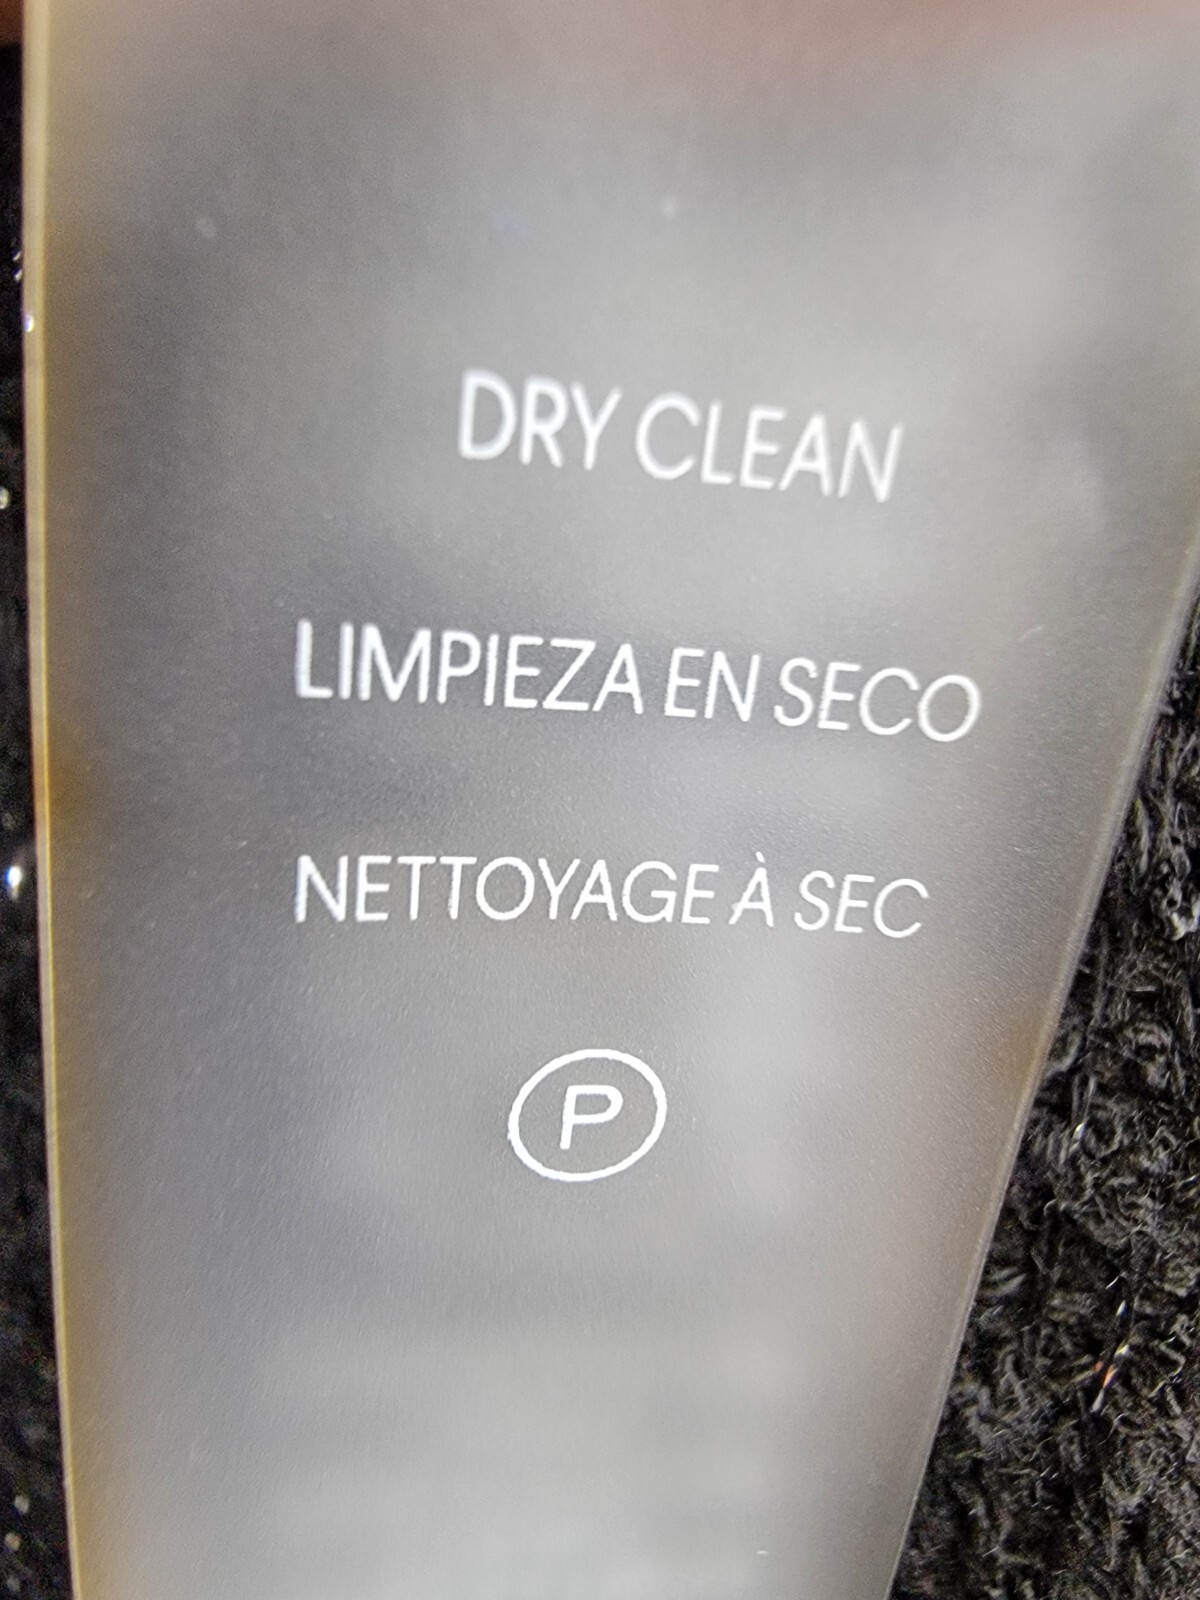 DRY CLEAN
LIMPIEZA EN SECO
NETTOYAGE À SEC
P